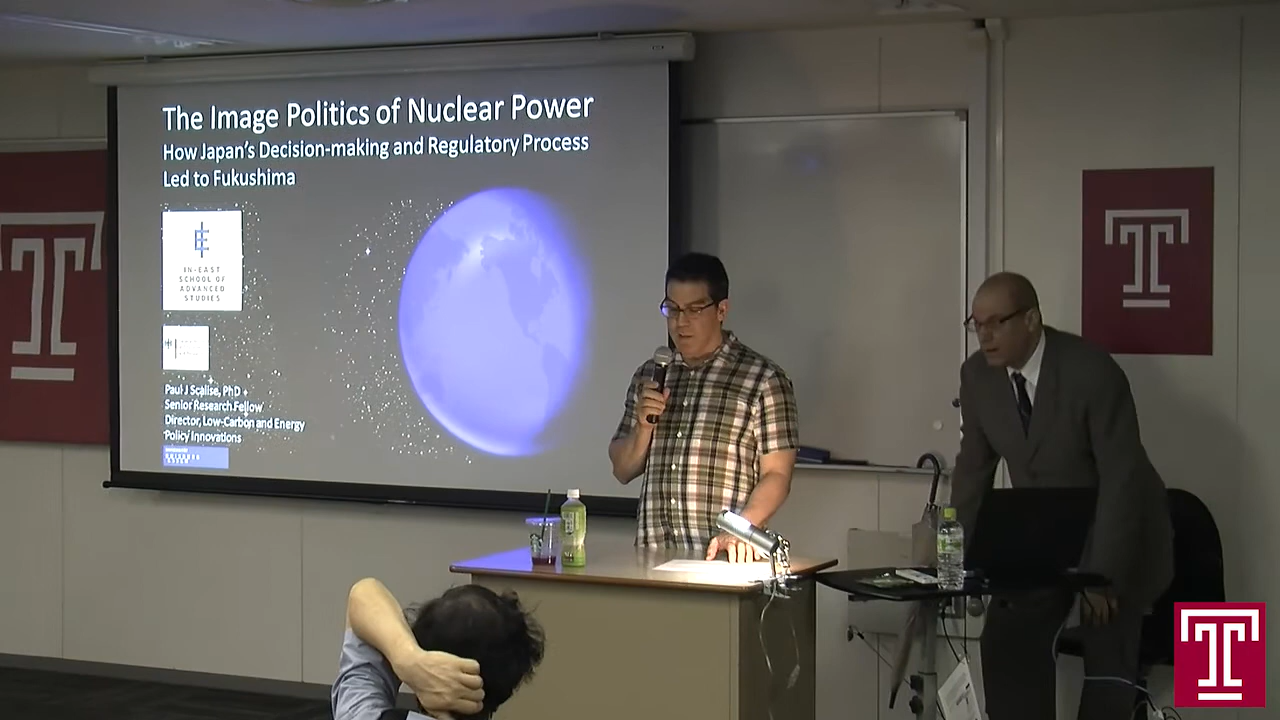 The Image Politics of Nuclear Power
How Japan's Decision-making and Regulatory Process
Led to Fukushima
IN-EAST
SCHOOL OF
ADVANCED
STUDIES
Paul J Scalise, PhD
Senior Research Fellow
Director, Low-Carbon and Energy
Policy Innovations
T
T
T